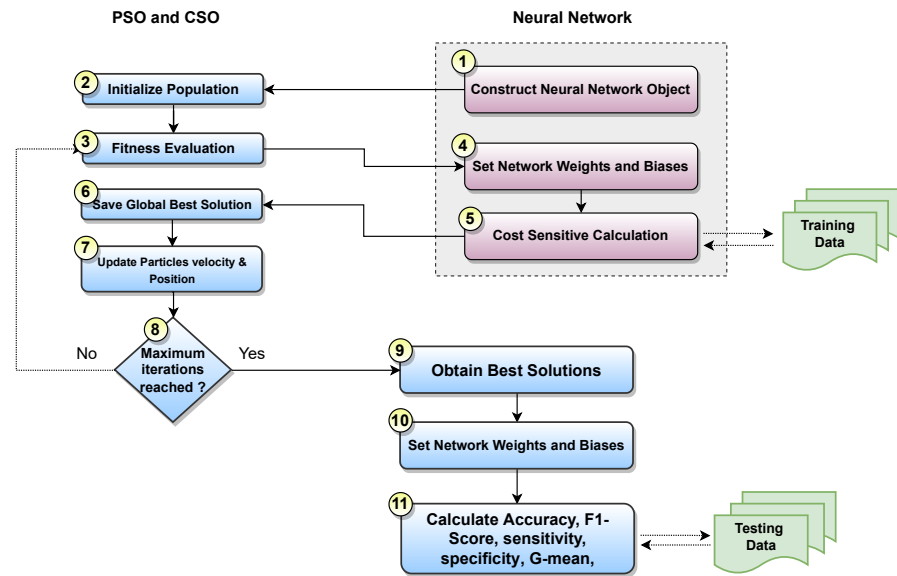 PSO and CSO
Neural Network
1
Construct Neural Network Object
2
Initialize Population
3
Fitness Evaluation
4
Set Network Weights and Biases
5
Cost Sensitive Calculation
Training
Data
6
Save Global Best Solution
7
Update Particles velocity &
Position
8
Maximum
iterations
reached ?
No
Yes
9
Obtain Best Solutions
10
Set Network Weights and Biases
11
Calculate Accuracy, F1-
Score, sensitivity,
specificity, G-mean,
Testing
Data